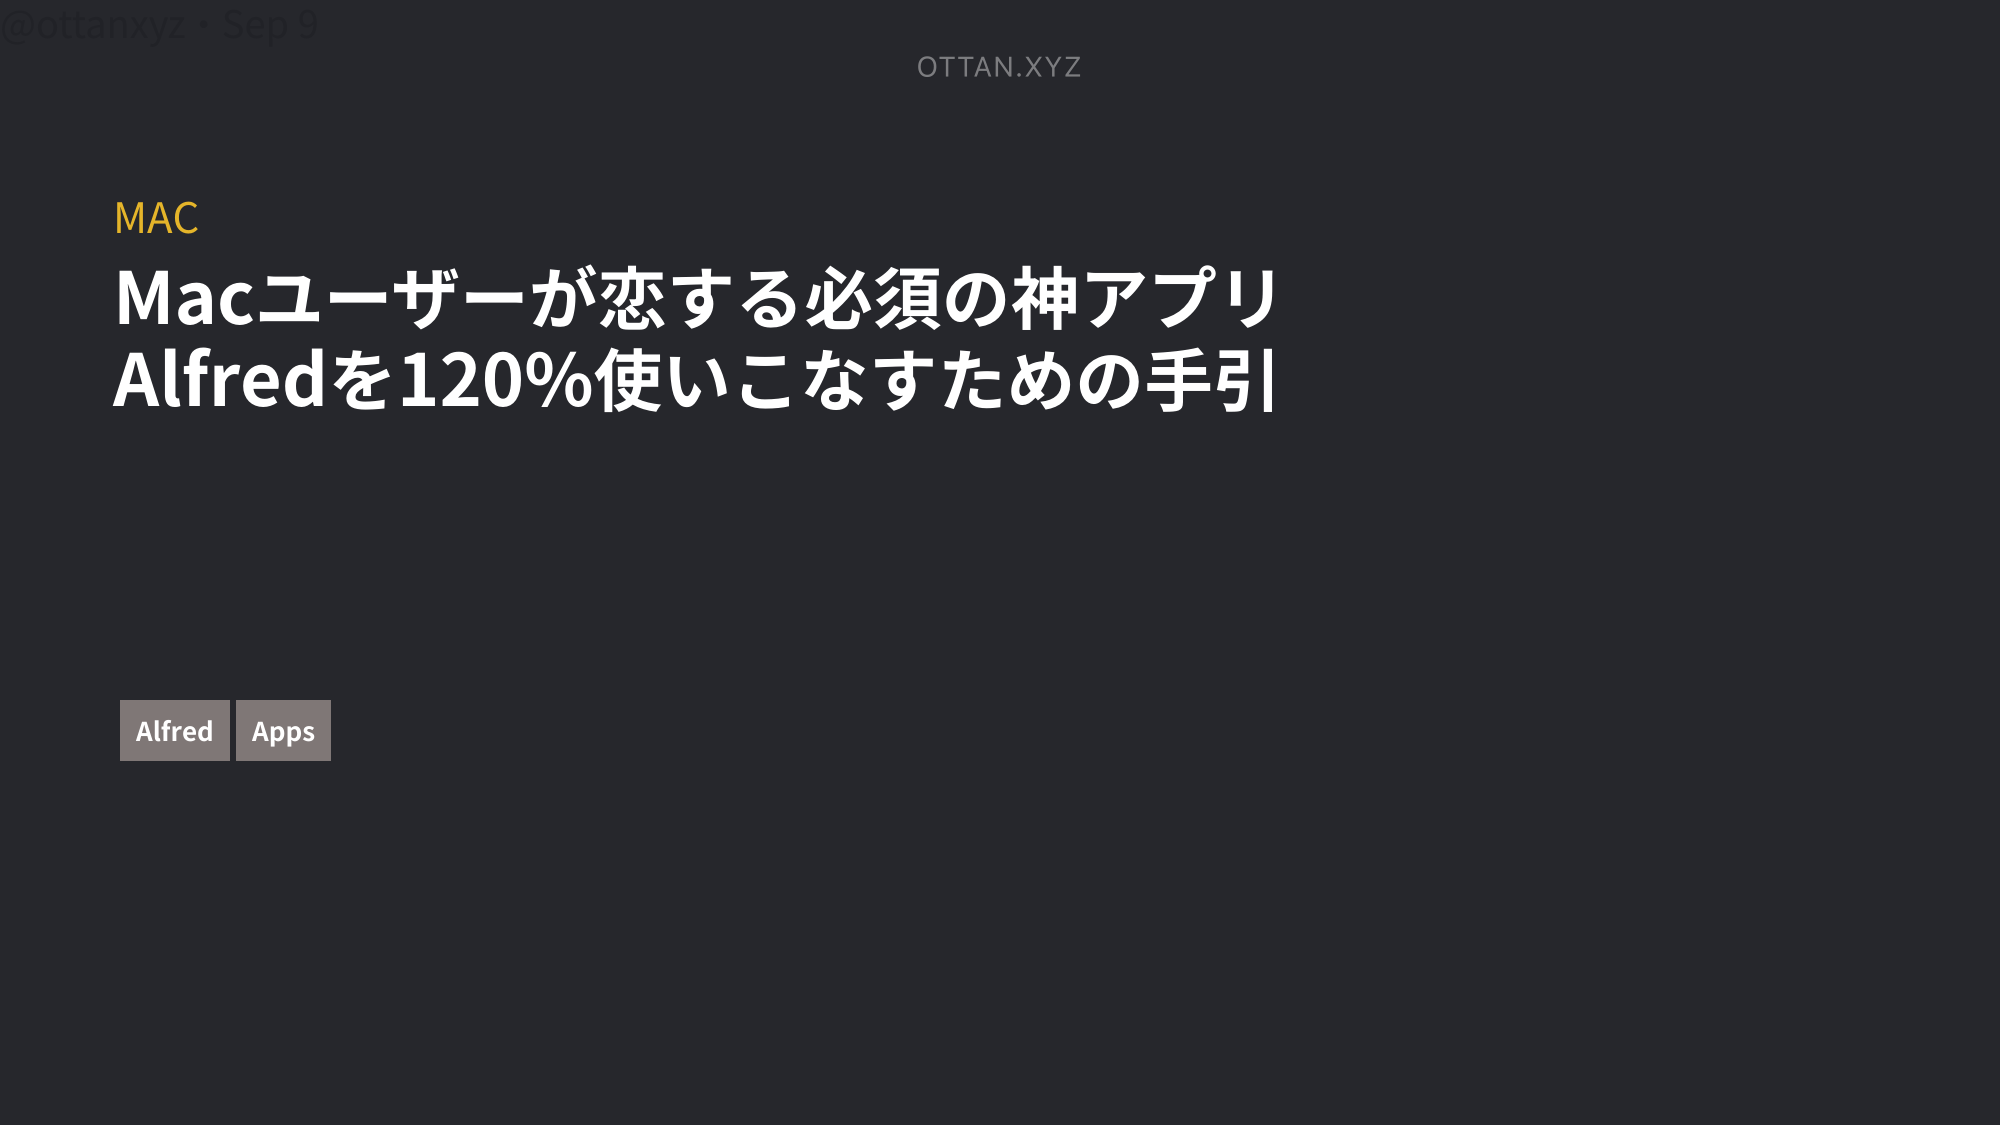 @ottanxyz・Sep 9
OTTAN.XYZ
MAC
Macユーザーが恋する必須の神アプリ
Alfredを120%使いこなすための手引
Alfred
Apps